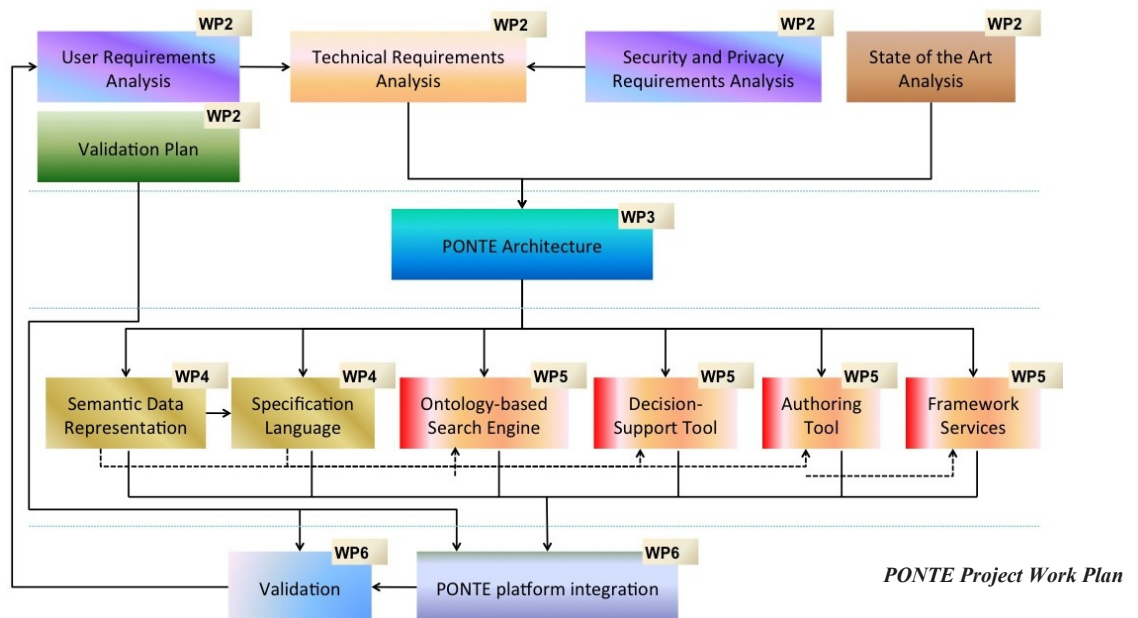 WP2
User Requirements
Analysis
WP2
Technical Requirements
Analysis
WP2
Security and Privacy
Requirements Analysis
WP2
State of the Art
Analysis
WP2
Validation Plan
WP3
PONTE Architecture
WP4
Semantic Data
Representation
WP4
Specification
Language
WP5
Ontology-based
Search Engine
WP5
Decision-
Support Tool
WP5
Authoring
Tool
WP5
Framework
Services
WP6
Validation
WP6
PONTE platform integration
PONTE Project Work Plan